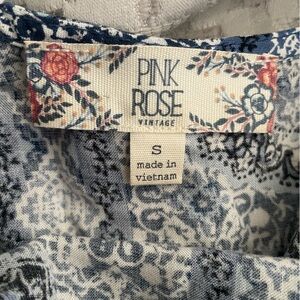 PINK
ROSE
VINTAGE
S
made in
vietnam